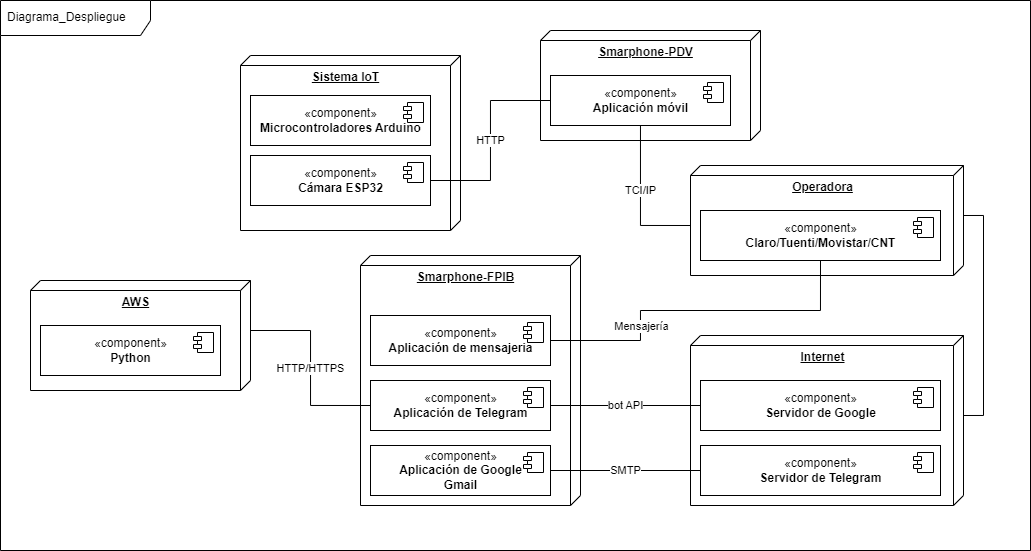 Diagrama_Despliegue
Sistema IoT
«component»
Microcontroladores Arduino
«component»
Cámara ESP32
HTTP
Smarphone-PDV
«component»
Aplicación móvil
TCI/IP
Operadora
«component»
Claro/Tuenti/Movistar/CNT
AWS
«component»
Python
HTTP/HTTPS
Smarphone-FPIB
«component»
Aplicación de mensajería
«component»
Aplicación de Telegram
«component»
Aplicación de Google
Gmail
Mensajería
bot API
SMTP
Internet
«component»
Servidor de Google
«component»
Servidor de Telegram